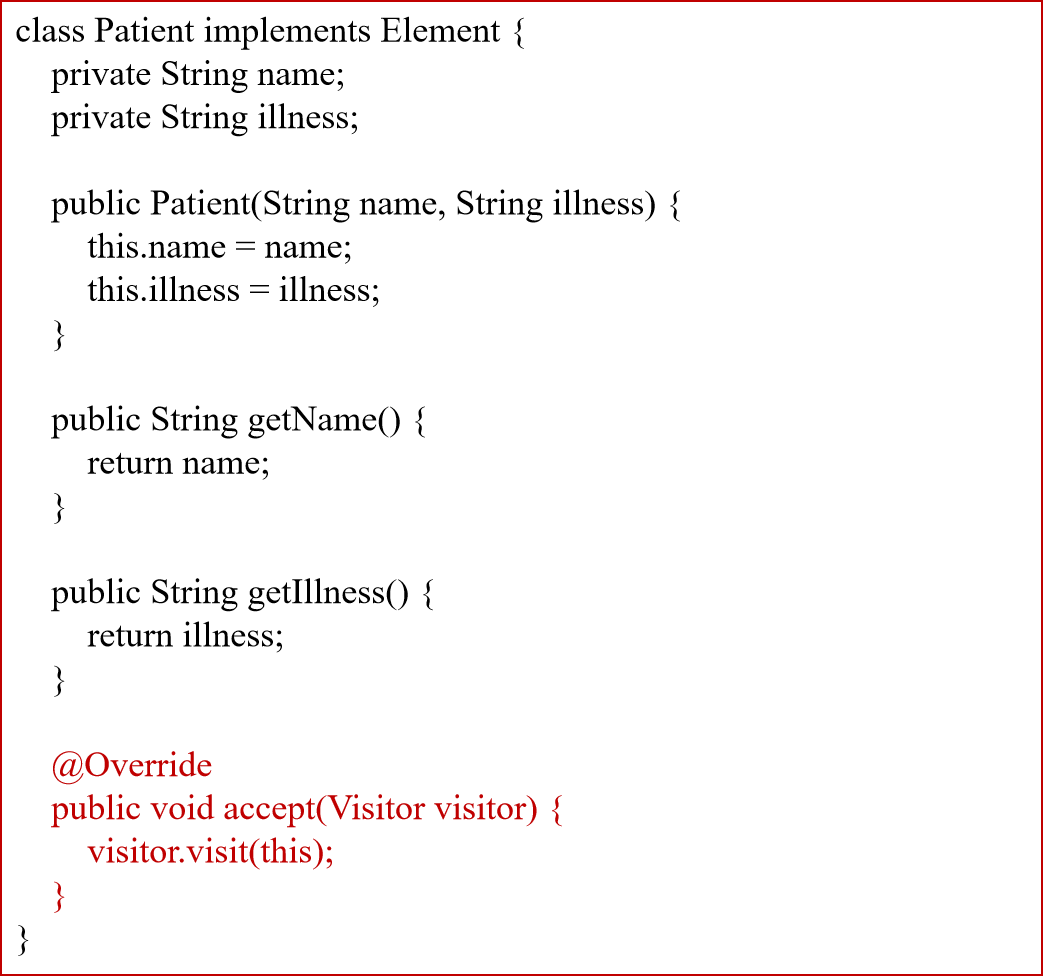 class Patient implements Element {
    private String name;
    private String illness;

    public Patient(String name, String illness) {
        this.name = name;
        this.illness = illness;
    }

    public String getName() {
        return name;
    }

    public String getIllness() {
        return illness;
    }

    @Override
    public void accept(Visitor visitor) {
        visitor.visit(this);
    }
}